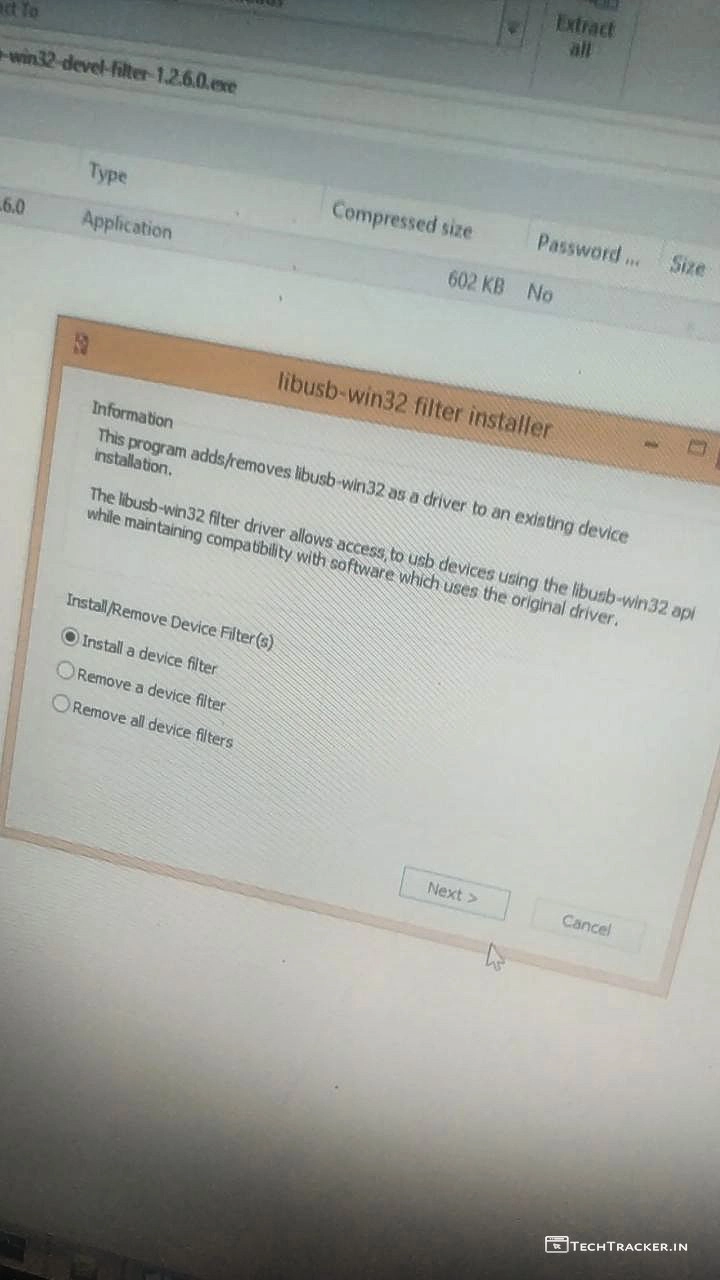 Extract
all
-win32-devel-filter-1.2.6.0.exe
Type
Compressed size
Password ...
Size
.6.0
Application
602 KB
No
libusb-win32 filter installer
Information
This program adds/removes libusb-win32 as a driver to an existing device
installation.
The libusb-win32 filter driver allows access to usb devices using the libusb-win32 api
while maintaining compatibility with software which uses the original driver.
Install/Remove Device Filter(s)
Install a device filter
Remove a device filter
Remove all device filters
Next >
Cancel
TECHTRACKER.IN